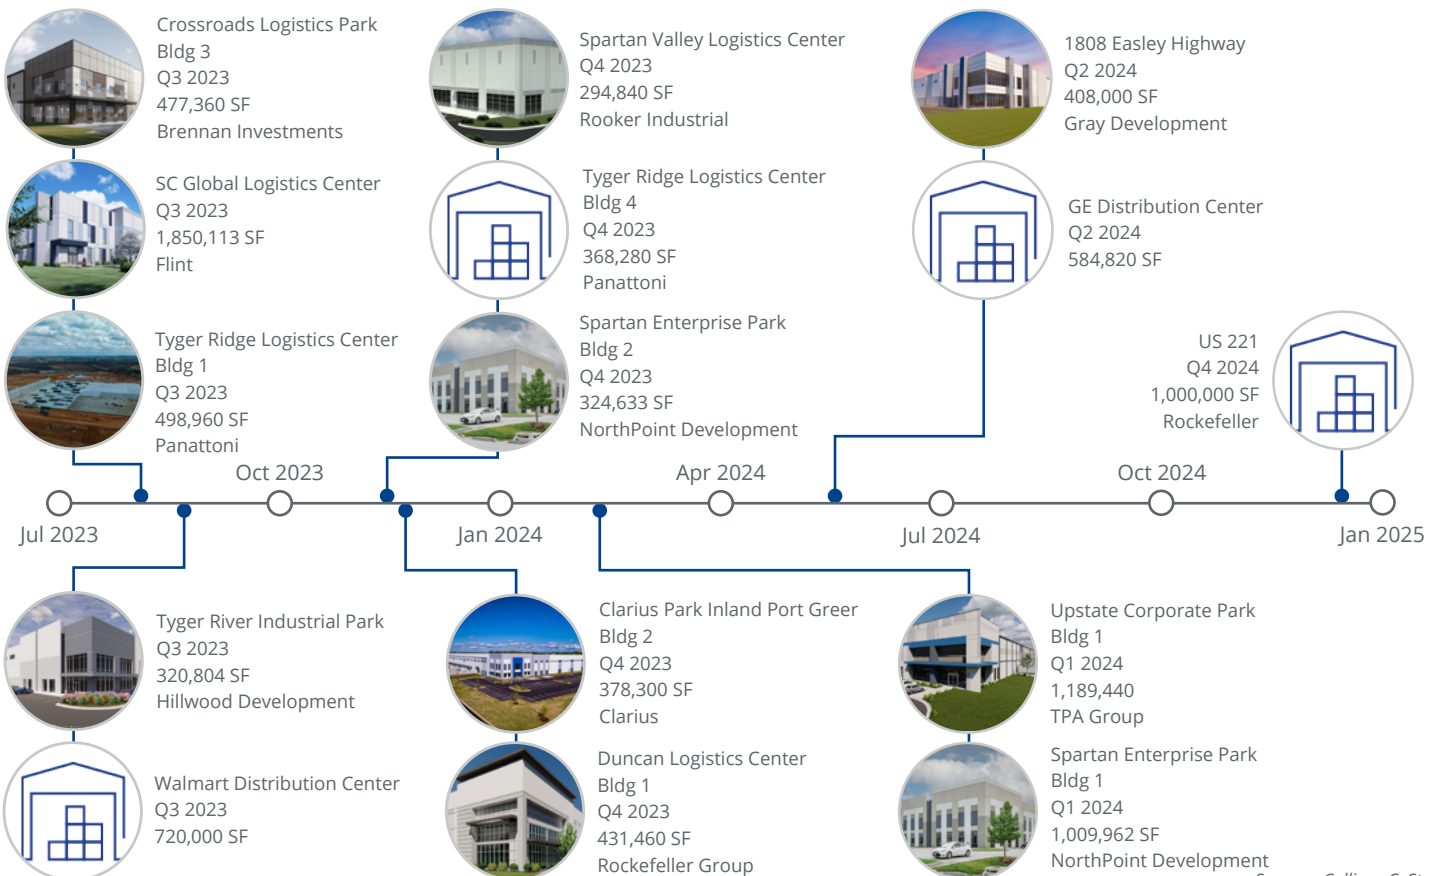 Crossroads Logistics Park
Bldg 3
Q3 2023
477,360 SF
Brennan Investments
SC Global Logistics Center
Q3 2023
1,850,113 SF
Flint
Tyger Ridge Logistics Center
Bldg 1
Q3 2023
498,960 SF
Panattoni
Spartan Valley Logistics Center
Q4 2023
294,840 SF
Rooker Industrial
Tyger Ridge Logistics Center
Bldg 4
Q4 2023
368,280 SF
Panattoni
Spartan Enterprise Park
Bldg 2
Q4 2023
324,633 SF
NorthPoint Development
1808 Easley Highway
Q2 2024
408,000 SF
Gray Development
GE Distribution Center
Q2 2024
584,820 SF
US 221
Q4 2024
1,000,000 SF
Rockefeller
Jul 2023
Oct 2023
Jan 2024
Apr 2024
Jul 2024
Oct 2024
Jan 2025
Tyger River Industrial Park
Q3 2023
320,804 SF
Hillwood Development
Walmart Distribution Center
Q3 2023
720,000 SF
Clarius Park Inland Port Greer
Bldg 2
Q4 2023
378,300 SF
Clarius
Duncan Logistics Center
Bldg 1
Q4 2023
431,460 SF
Rockefeller Group
Upstate Corporate Park
Bldg 1
Q1 2024
1,189,440
TPA Group
Spartan Enterprise Park
Bldg 1
Q1 2024
1,009,962 SF
NorthPoint Development